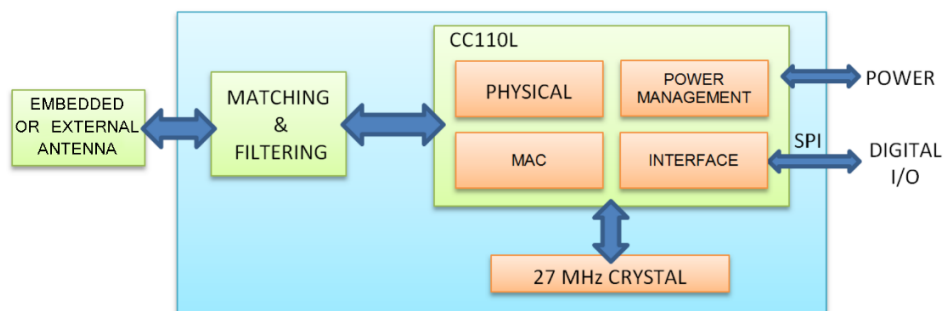 CC110L
EMBEDDED
OR EXTERNAL
ANTENNA
MATCHING
&
FILTERING
PHYSICAL
POWER
MANAGEMENT
MAC
INTERFACE
POWER
SPI
DIGITAL
I/O
27 MHz CRYSTAL